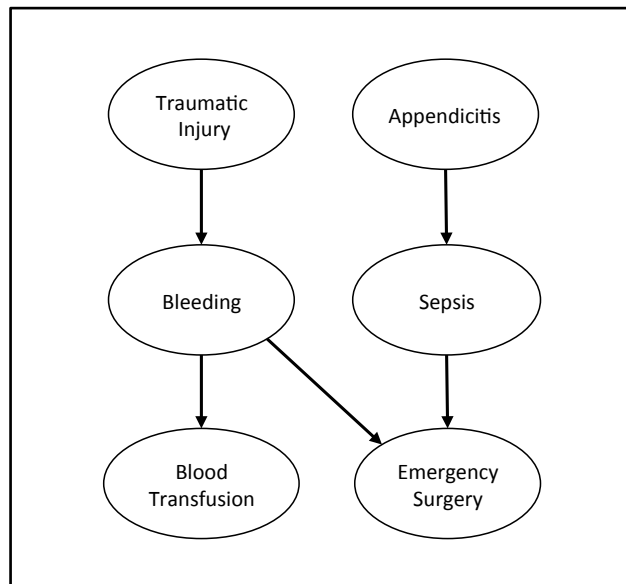 Traumatic
Injury
Appendicitis
Bleeding
Sepsis
Blood
Transfusion
Emergency
Surgery